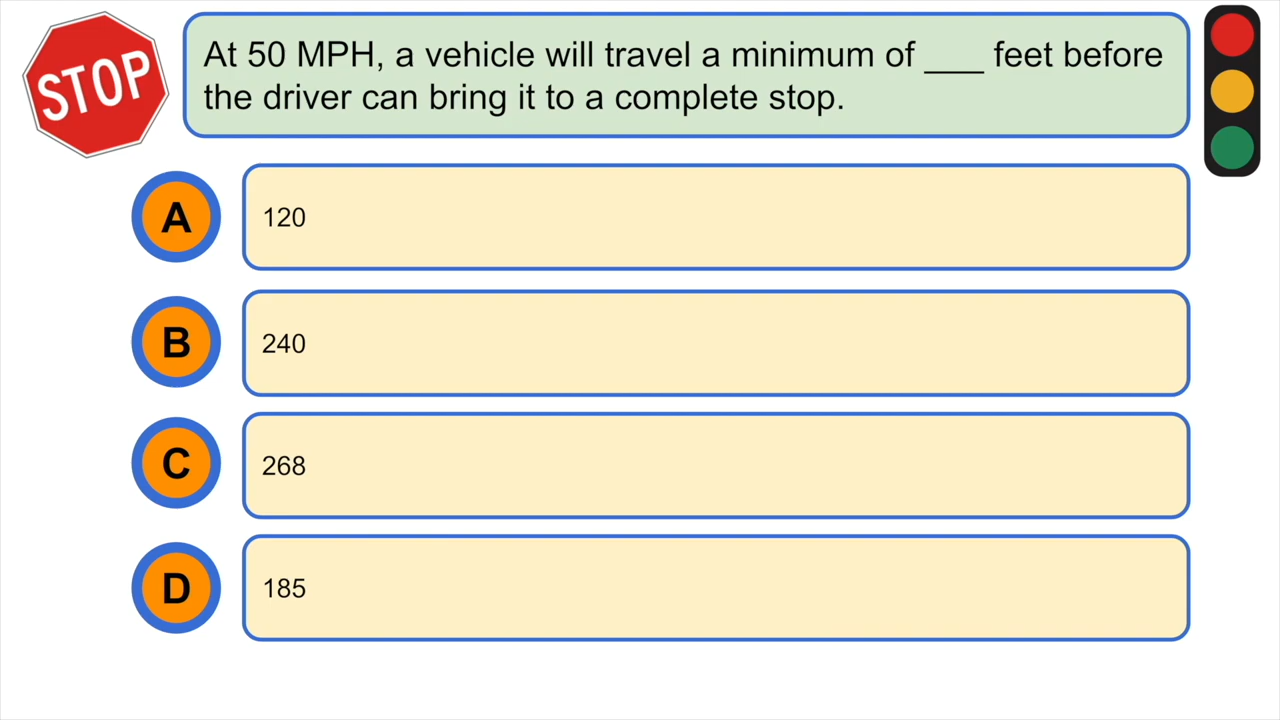 STOP
At 50 MPH, a vehicle will travel a minimum of ___ feet before
the driver can bring it to a complete stop.
A
120
B
240
C
268
D
185